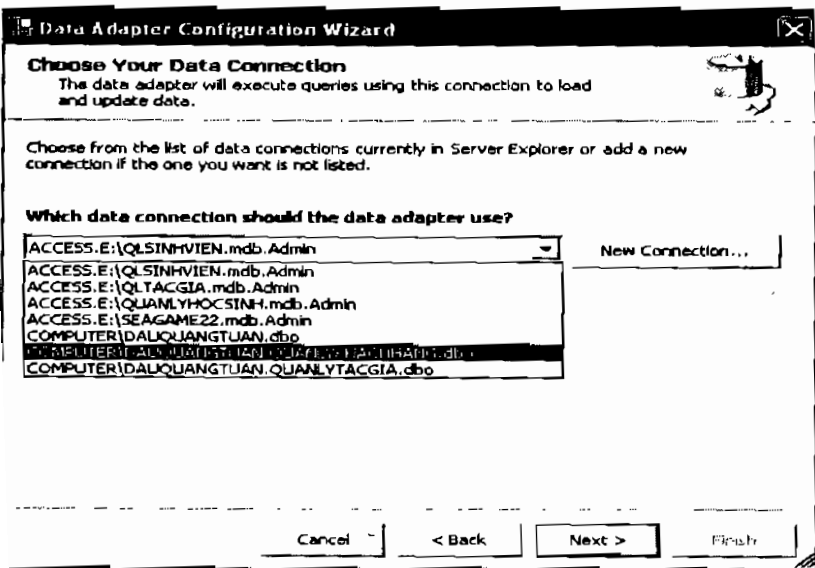 Data Adapter Configuration Wizard
Choose Your Data Connection
The data adapter will execute queries using this connection to load
and update data.
Choose from the list of data connections currently in Server Explorer or add a new
connection if the one you want is not listed.
Which data connection should the data adapter use?
ACCESS.E:\QLSINHVIEN.mdb.Admin
New Connection...
ACCESS.E:\QLSINHVIEN.mdb.Admin
ACCESS.E:\QLTACGIA.mdb.Admin
ACCESS.E:\QUANLYHOCSINH.mdb.Admin
ACCESS.E:\SEAGAME22.mdb.Admin
COMPUTER\DAUQUANGTUAN.dbo
COMPUTER\DAUQUANGTUAN.QUANLYTACGIA.dbo
Cancel
< Back
Next >
Finish